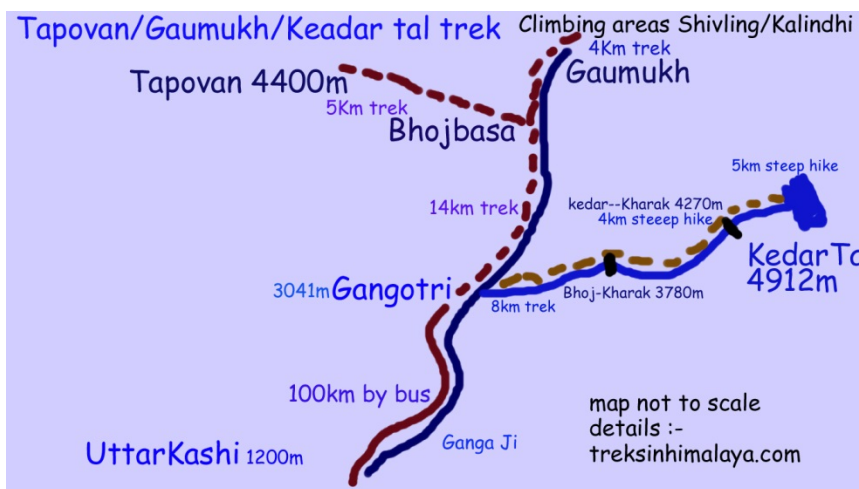 Tapovan/Gaumukh/Keadar tal trek
Climbing areas Shivling/Kalindhi
4Km trek
Gaumukh
Tapovan 4400m
5Km trek
Bhojbasa
5km steep hike
14km trek
kedar--Kharak 4270m
4km steeep hike
KedarTa
4912m
3041m Gangotri
8km trek
Bhoj-Kharak 3780m
100km by bus
map not to scale
details :-
treksinhimalaya.com
Ganga Ji
UttarKashi 1200m